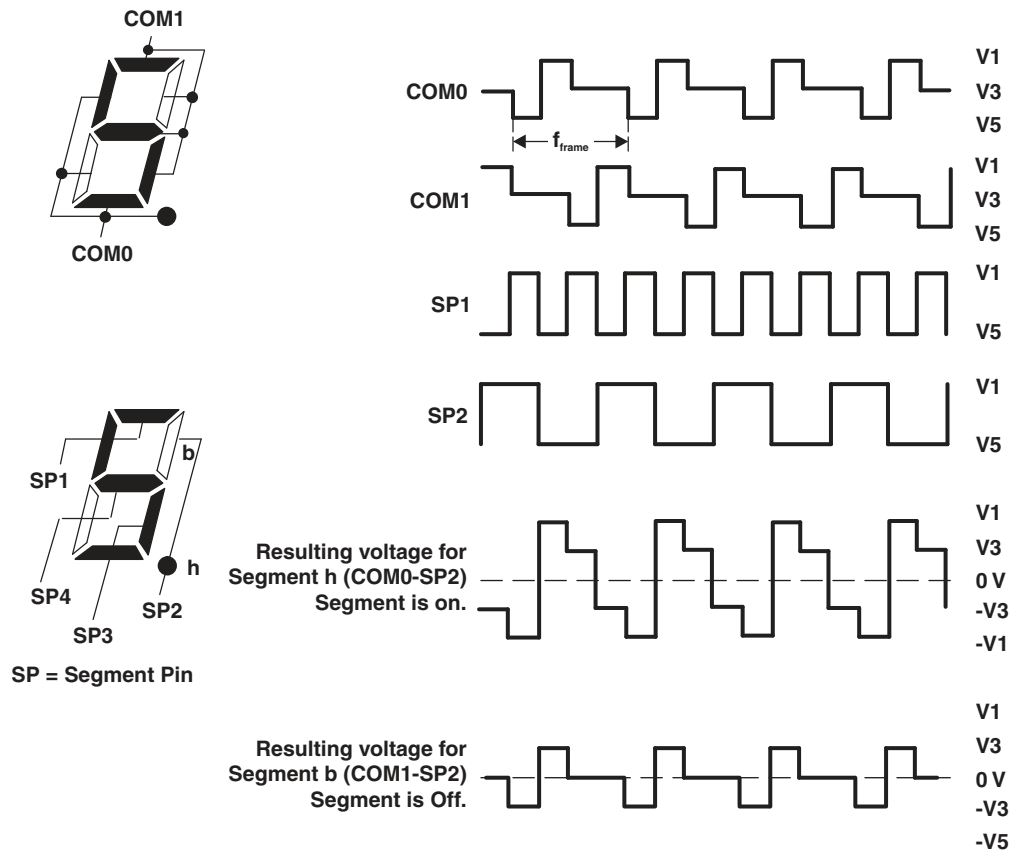 COM1
COM0
SP1
b
SP4
h
SP3
SP2
SP = Segment Pin
COM0
V1
V3
V5
fframe
COM1
V1
V3
V5
SP1
V1
V5
SP2
V1
V5
Resulting voltage for
Segment h (COM0-SP2)
Segment is on.
V1
V3
0 V
-V3
-V1
Resulting voltage for
Segment b (COM1-SP2)
Segment is Off.
V1
V3
0 V
-V3
-V5